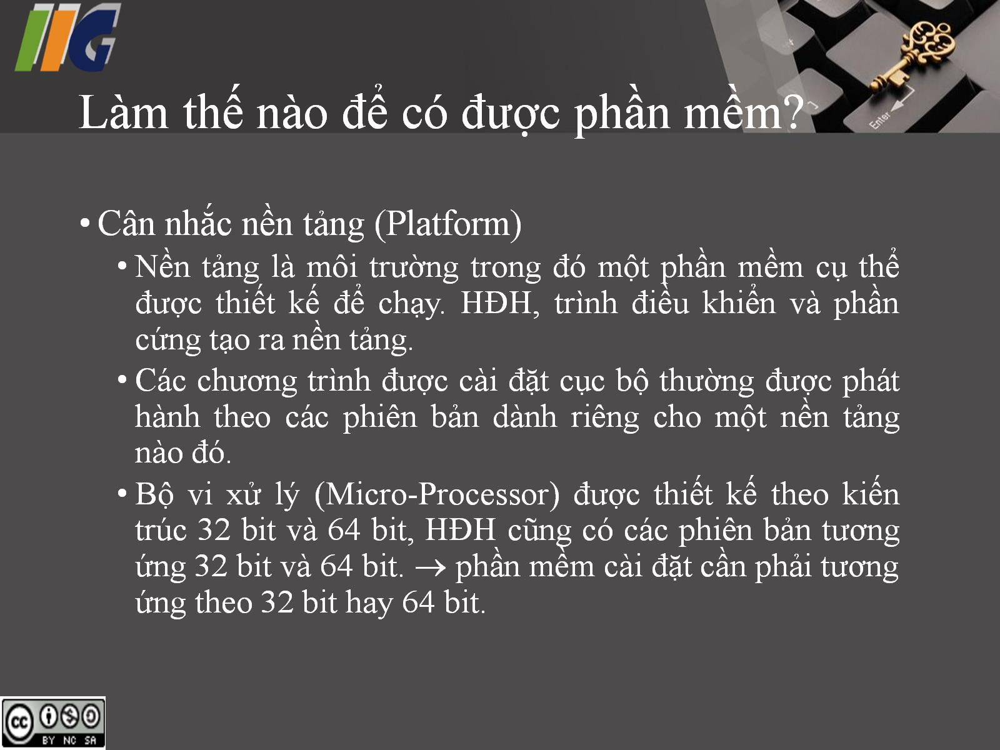 IIG
Enter
Làm thế nào để có được phần mềm?
• Cân nhắc nền tảng (Platform)
• Nền tảng là môi trường trong đó một phần mềm cụ thể
được thiết kế để chạy. HĐH, trình điều khiển và phần
cứng tạo ra nền tảng.
• Các chương trình được cài đặt cục bộ thường được phát
hành theo các phiên bản dành riêng cho một nền tảng
nào đó.
• Bộ vi xử lý (Micro-Processor) được thiết kế theo kiến
trúc 32 bit và 64 bit, HĐH cũng có các phiên bản tương
ứng 32 bit và 64 bit. → phần mềm cài đặt cần phải tương
ứng theo 32 bit hay 64 bit.
cc
BY NC SA